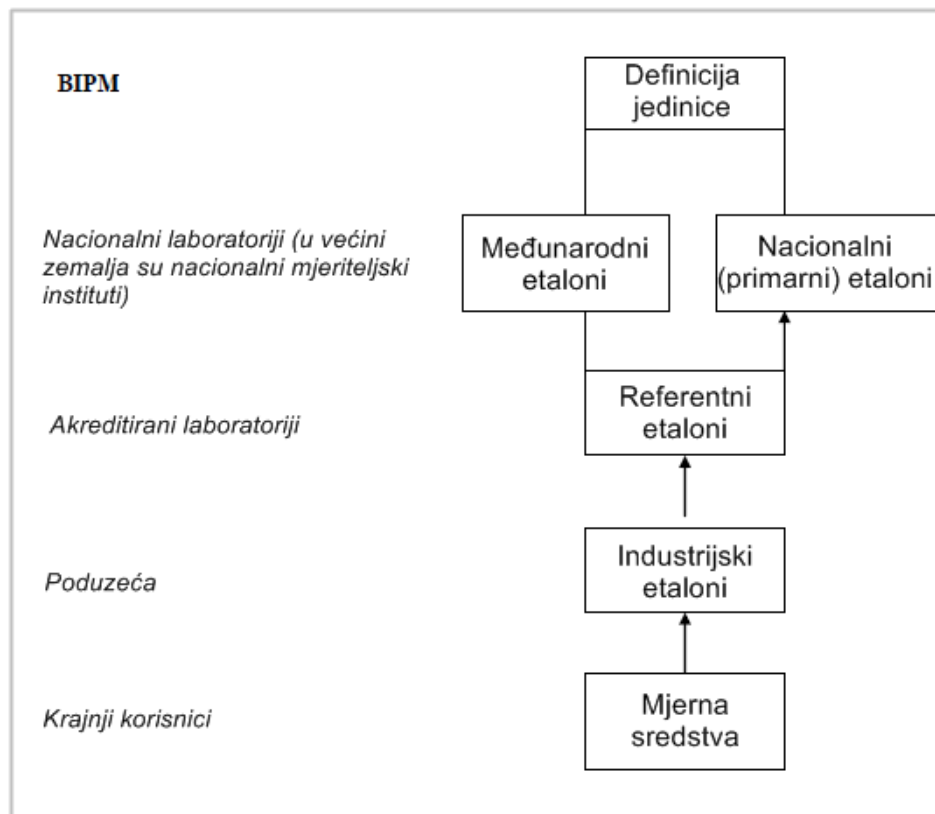 BIPM
Definicija
jedinice
Nacionalni laboratoriji (u većini
zemalja su nacionalni mjeriteljski
instituti)
Međunarodni
etaloni
Nacionalni
(primarni) etaloni
Akreditirani laboratoriji
Referentni
etaloni
Poduzeća
Industrijski
etaloni
Krajnji korisnici
Mjerna
sredstva